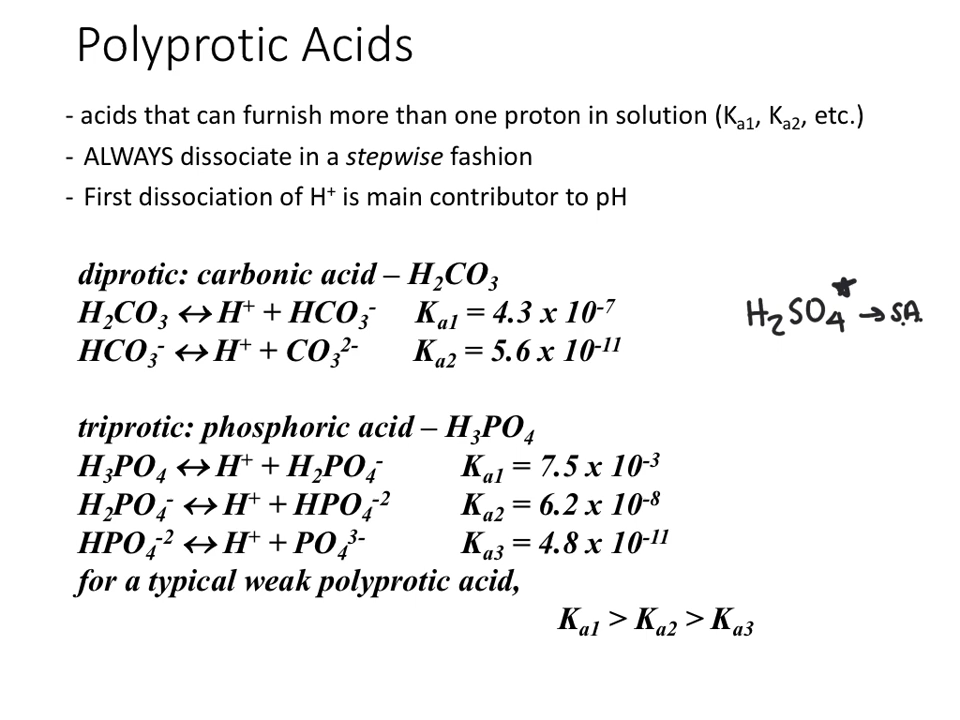 Polyprotic Acids
- acids that can furnish more than one proton in solution (Kₐ₁, Kₐ₂, etc.)
- ALWAYS dissociate in a stepwise fashion
- First dissociation of H⁺ is main contributor to pH
diprotic: carbonic acid – H₂CO₃
H₂CO₃ ↔ H⁺ + HCO₃⁻ Kₐ₁ = 4.3 x 10⁻⁷
HCO₃⁻ ↔ H⁺ + CO₃²⁻ Kₐ₂ = 5.6 x 10⁻¹¹
H₂SO₄★ → S.A.
triprotic: phosphoric acid – H₃PO₄
H₃PO₄ ↔ H⁺ + H₂PO₄⁻ Kₐ₁ = 7.5 x 10⁻³
H₂PO₄⁻ ↔ H⁺ + HPO₄⁻² Kₐ₂ = 6.2 x 10⁻⁸
HPO₄⁻² ↔ H⁺ + PO₄³⁻ Kₐ₃ = 4.8 x 10⁻¹¹
for a typical weak polyprotic acid,
Kₐ₁ > Kₐ₂ > Kₐ₃